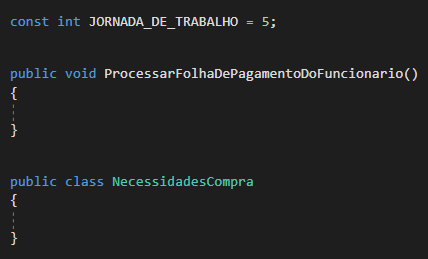 const int JORNADA_DE_TRABALHO = 5;
public void ProcessarFolhaDePagamentoDoFuncionario()
{
}
public class NecessidadesCompra
{
}